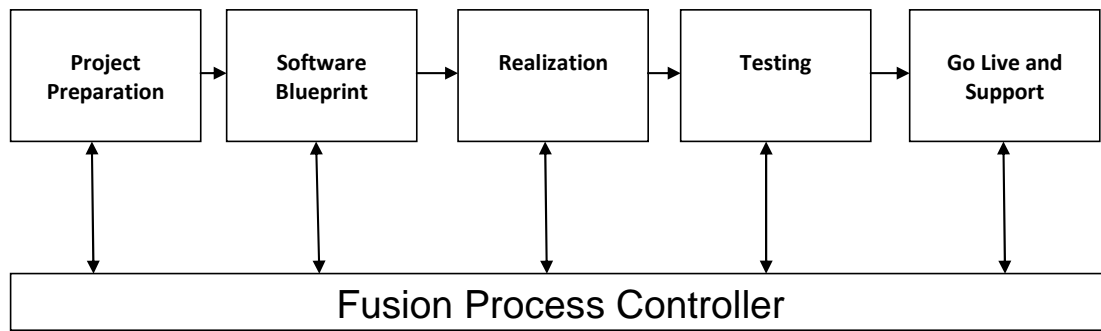 Project
Preparation
Software
Blueprint
Realization
Testing
Go Live and
Support
Fusion Process Controller